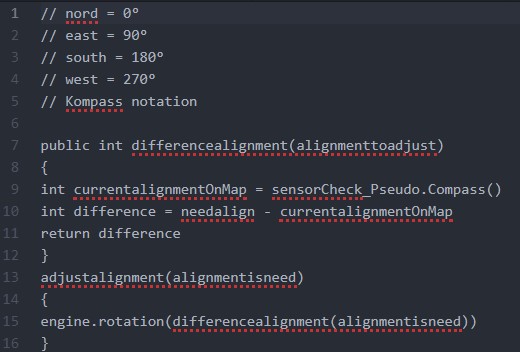 1 // nord = 0°
2 // east = 90°
3 // south = 180°
4 // west = 270°
5 // Kompass notation
6
7 public int differencealignment(alignmenttoadjust)
8 {
9 int currentalignmentOnMap = sensorCheck_Pseudo.Compass()
10 int difference = needalign - currentalignmentOnMap
11 return difference
12 }
13 adjustalignment(alignmentisneed)
14 {
15 engine.rotation(differencealignment(alignmentisneed))
16 }